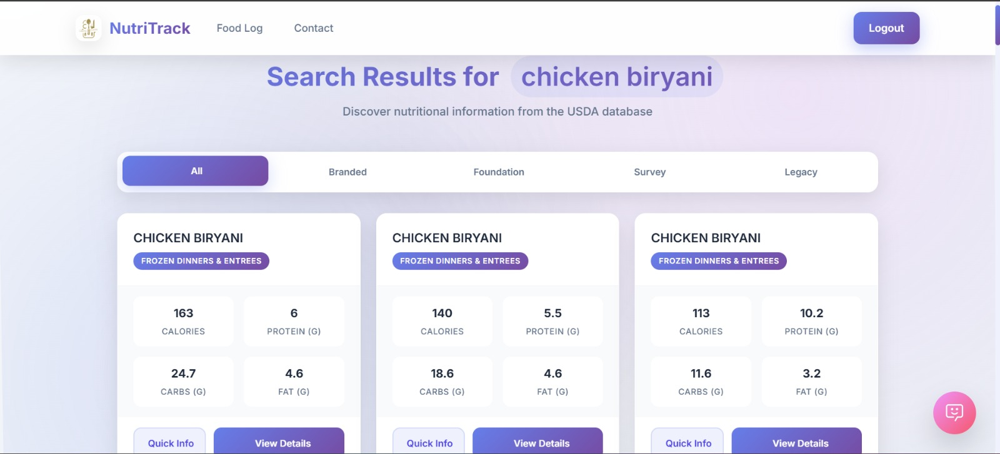 NutriTrack Food Log Contact Logout
Search Results for chicken biryani
Discover nutritional information from the USDA database
All Branded Foundation Survey Legacy
CHICKEN BIRYANI
FROZEN DINNERS & ENTREES
163
CALORIES
6
PROTEIN (G)
24.7
CARBS (G)
4.6
FAT (G)
Quick Info View Details
CHICKEN BIRYANI
FROZEN DINNERS & ENTREES
140
CALORIES
5.5
PROTEIN (G)
18.6
CARBS (G)
4.6
FAT (G)
Quick Info View Details
CHICKEN BIRYANI
FROZEN DINNERS & ENTREES
113
CALORIES
10.2
PROTEIN (G)
11.6
CARBS (G)
3.2
FAT (G)
Quick Info View Details